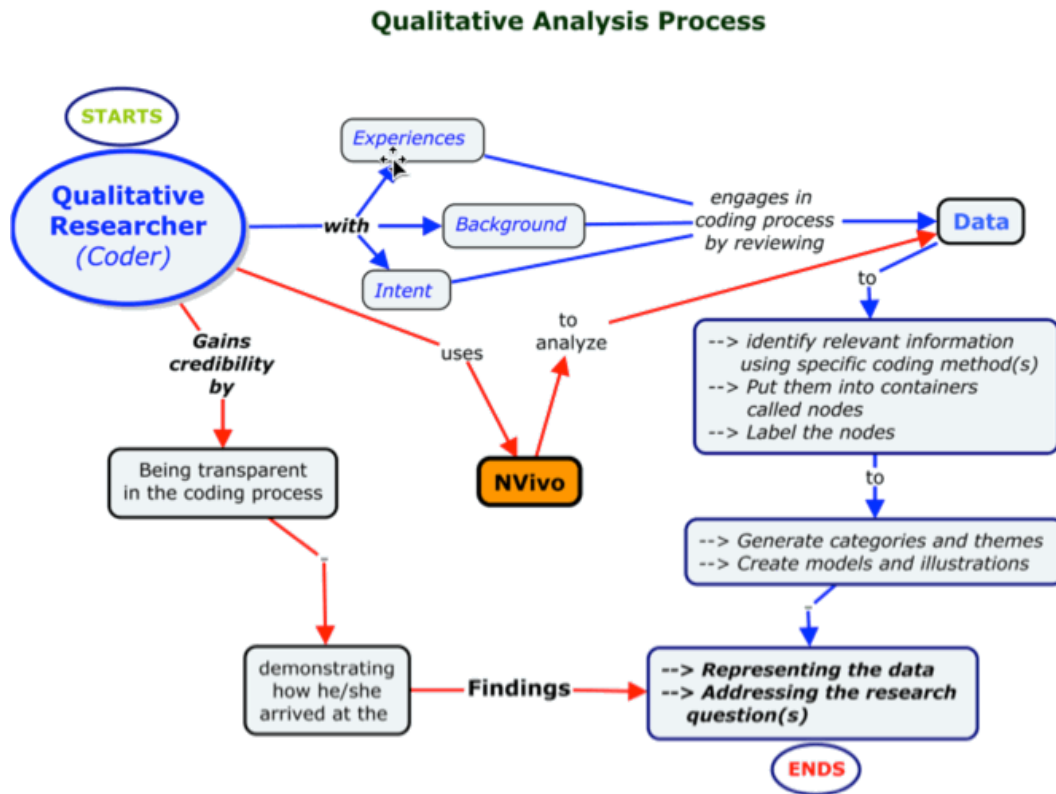 Qualitative Analysis Process
STARTS
Qualitative
Researcher
(Coder)
with
Experiences
Background
Intent
engages in
coding process
by reviewing
Data
to
--> identify relevant information
using specific coding method(s)
--> Put them into containers
called nodes
--> Label the nodes
to
--> Generate categories and themes
--> Create models and illustrations
-
--> Representing the data
--> Addressing the research
question(s)
ENDS
uses
NVivo
to
analyze
Gains
credibility
by
Being transparent
in the coding process
-
demonstrating
how he/she
arrived at the
Findings